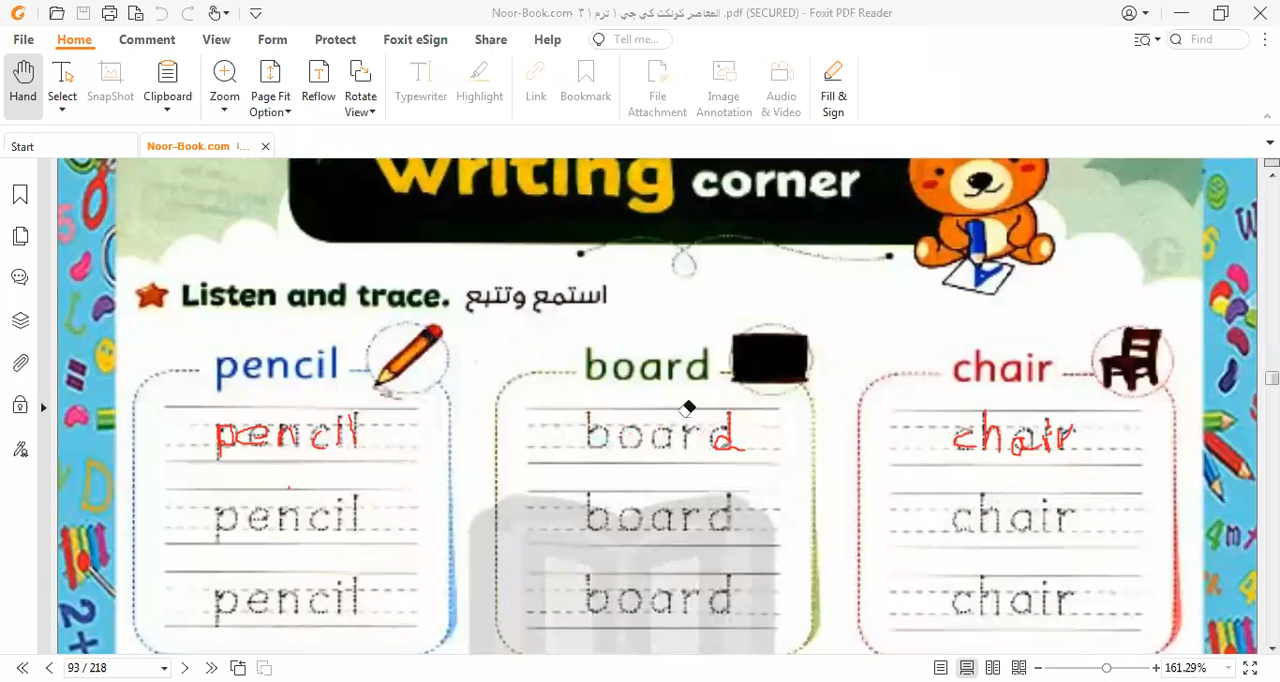 Noor-Book.com المعاصر كونكت كي جي ١ ترم ١ ٣ .pdf (SECURED) - Foxit PDF Reader
File Home Comment View Form Protect Foxit eSign Share Help Tell me... Find
Hand Select SnapShot Clipboard Zoom Page Fit Option Reflow Rotate View Typewriter Highlight Link Bookmark File Attachment Image Annotation Audio & Video Fill & Sign
Start Noor-Book.com (...
writing corner
Listen and trace. استمع وتتبع
pencil board chair
pencil board chair
pencil board chair
pencil board chair
93 / 218 161.29%